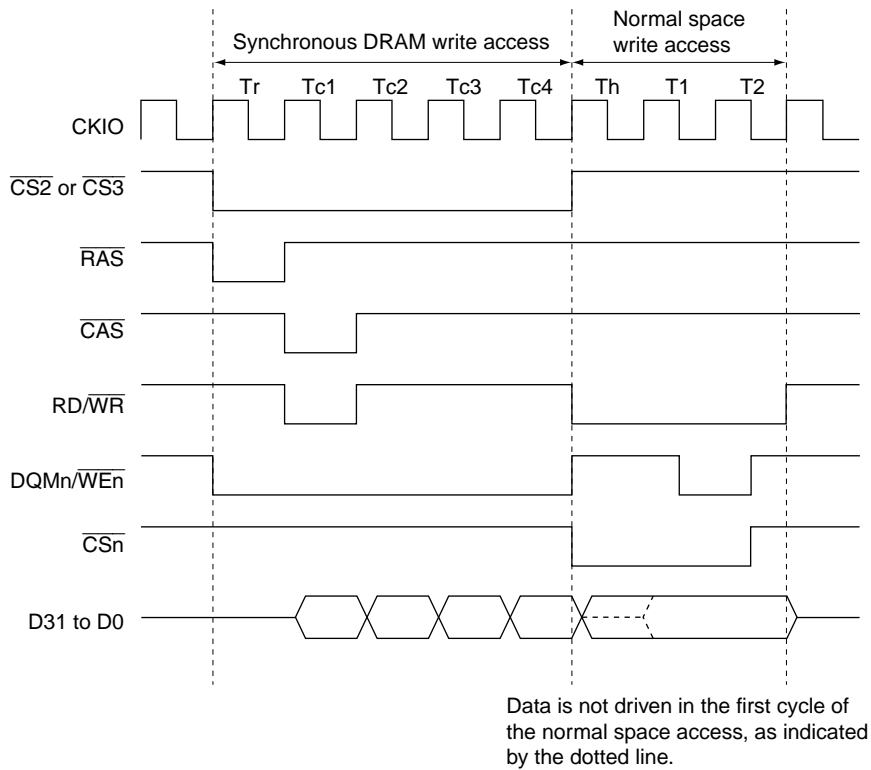 Normal space
write access
Synchronous DRAM write access
Tr Tc1 Tc2 Tc3 Tc4 Th T1 T2
CKIO
CS2 or CS3
RAS
CAS
RD/WR
DQMn/WEn
CSn
D31 to D0
Data is not driven in the first cycle of
the normal space access, as indicated
by the dotted line.